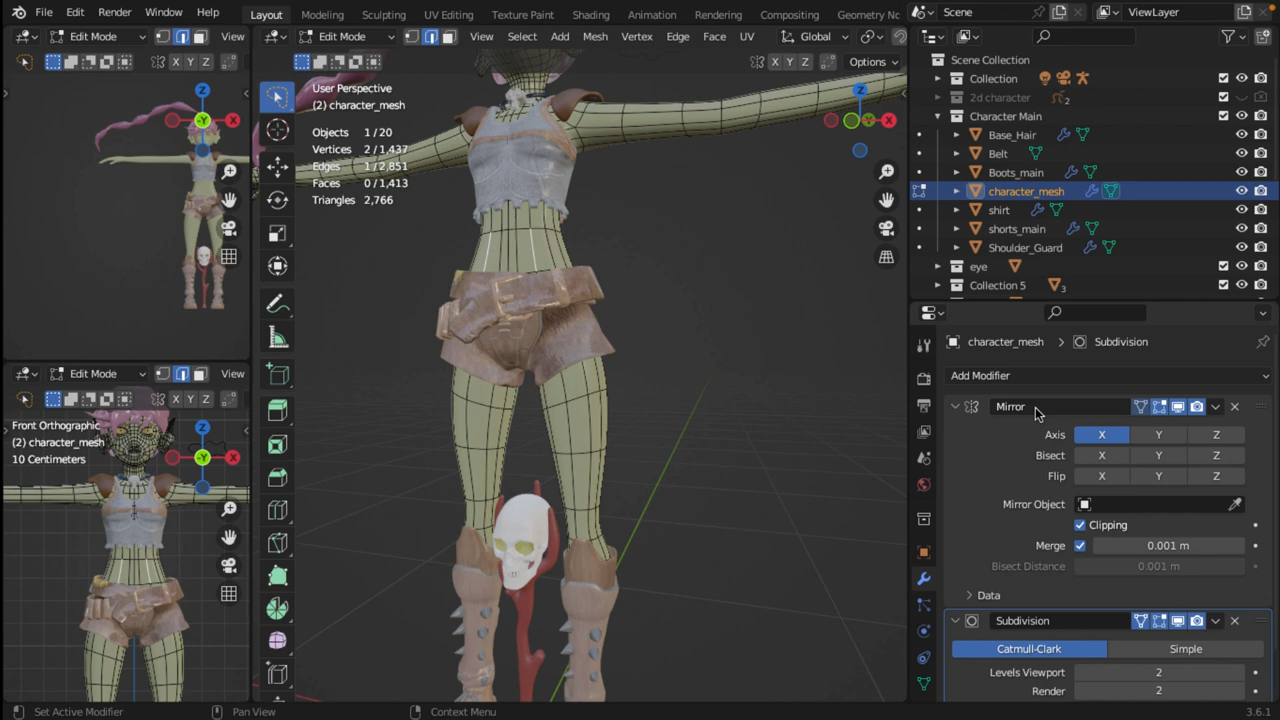 File Edit Render Window Help
Layout Modeling Sculpting UV Editing Texture Paint Shading Animation Rendering Compositing Geometry No
Scene
ViewLayer
Edit Mode
View
X Y Z
Edit Mode
View Select Add Mesh Vertex Edge Face UV
Global
X Y Z
Options
User Perspective
(2) character_mesh
Objects 1/20
Vertices 2/1,437
Edges 1/2,851
Faces 0/1,413
Triangles 2,766
Z
-Y
X
Z
X
Edit Mode
View
X Y Z
Front Orthographic
(2) character_mesh
10 Centimeters
Z
-Y
X
Scene Collection
Collection
2d character 2
Character Main
Base_Hair
Belt
Boots_main
character_mesh
shirt
shorts_main
Shoulder_Guard
eye
Collection 5 3
character_mesh Subdivision
Add Modifier
Mirror
Axis X Y Z
Bisect X Y Z
Flip X Y Z
Mirror Object
Clipping
Merge 0.001 m
Bisect Distance 0.001 m
Data
Subdivision
Catmull-Clark Simple
Levels Viewport 2
Render 2
Set Active Modifier Pan View Context Menu 3.6.1